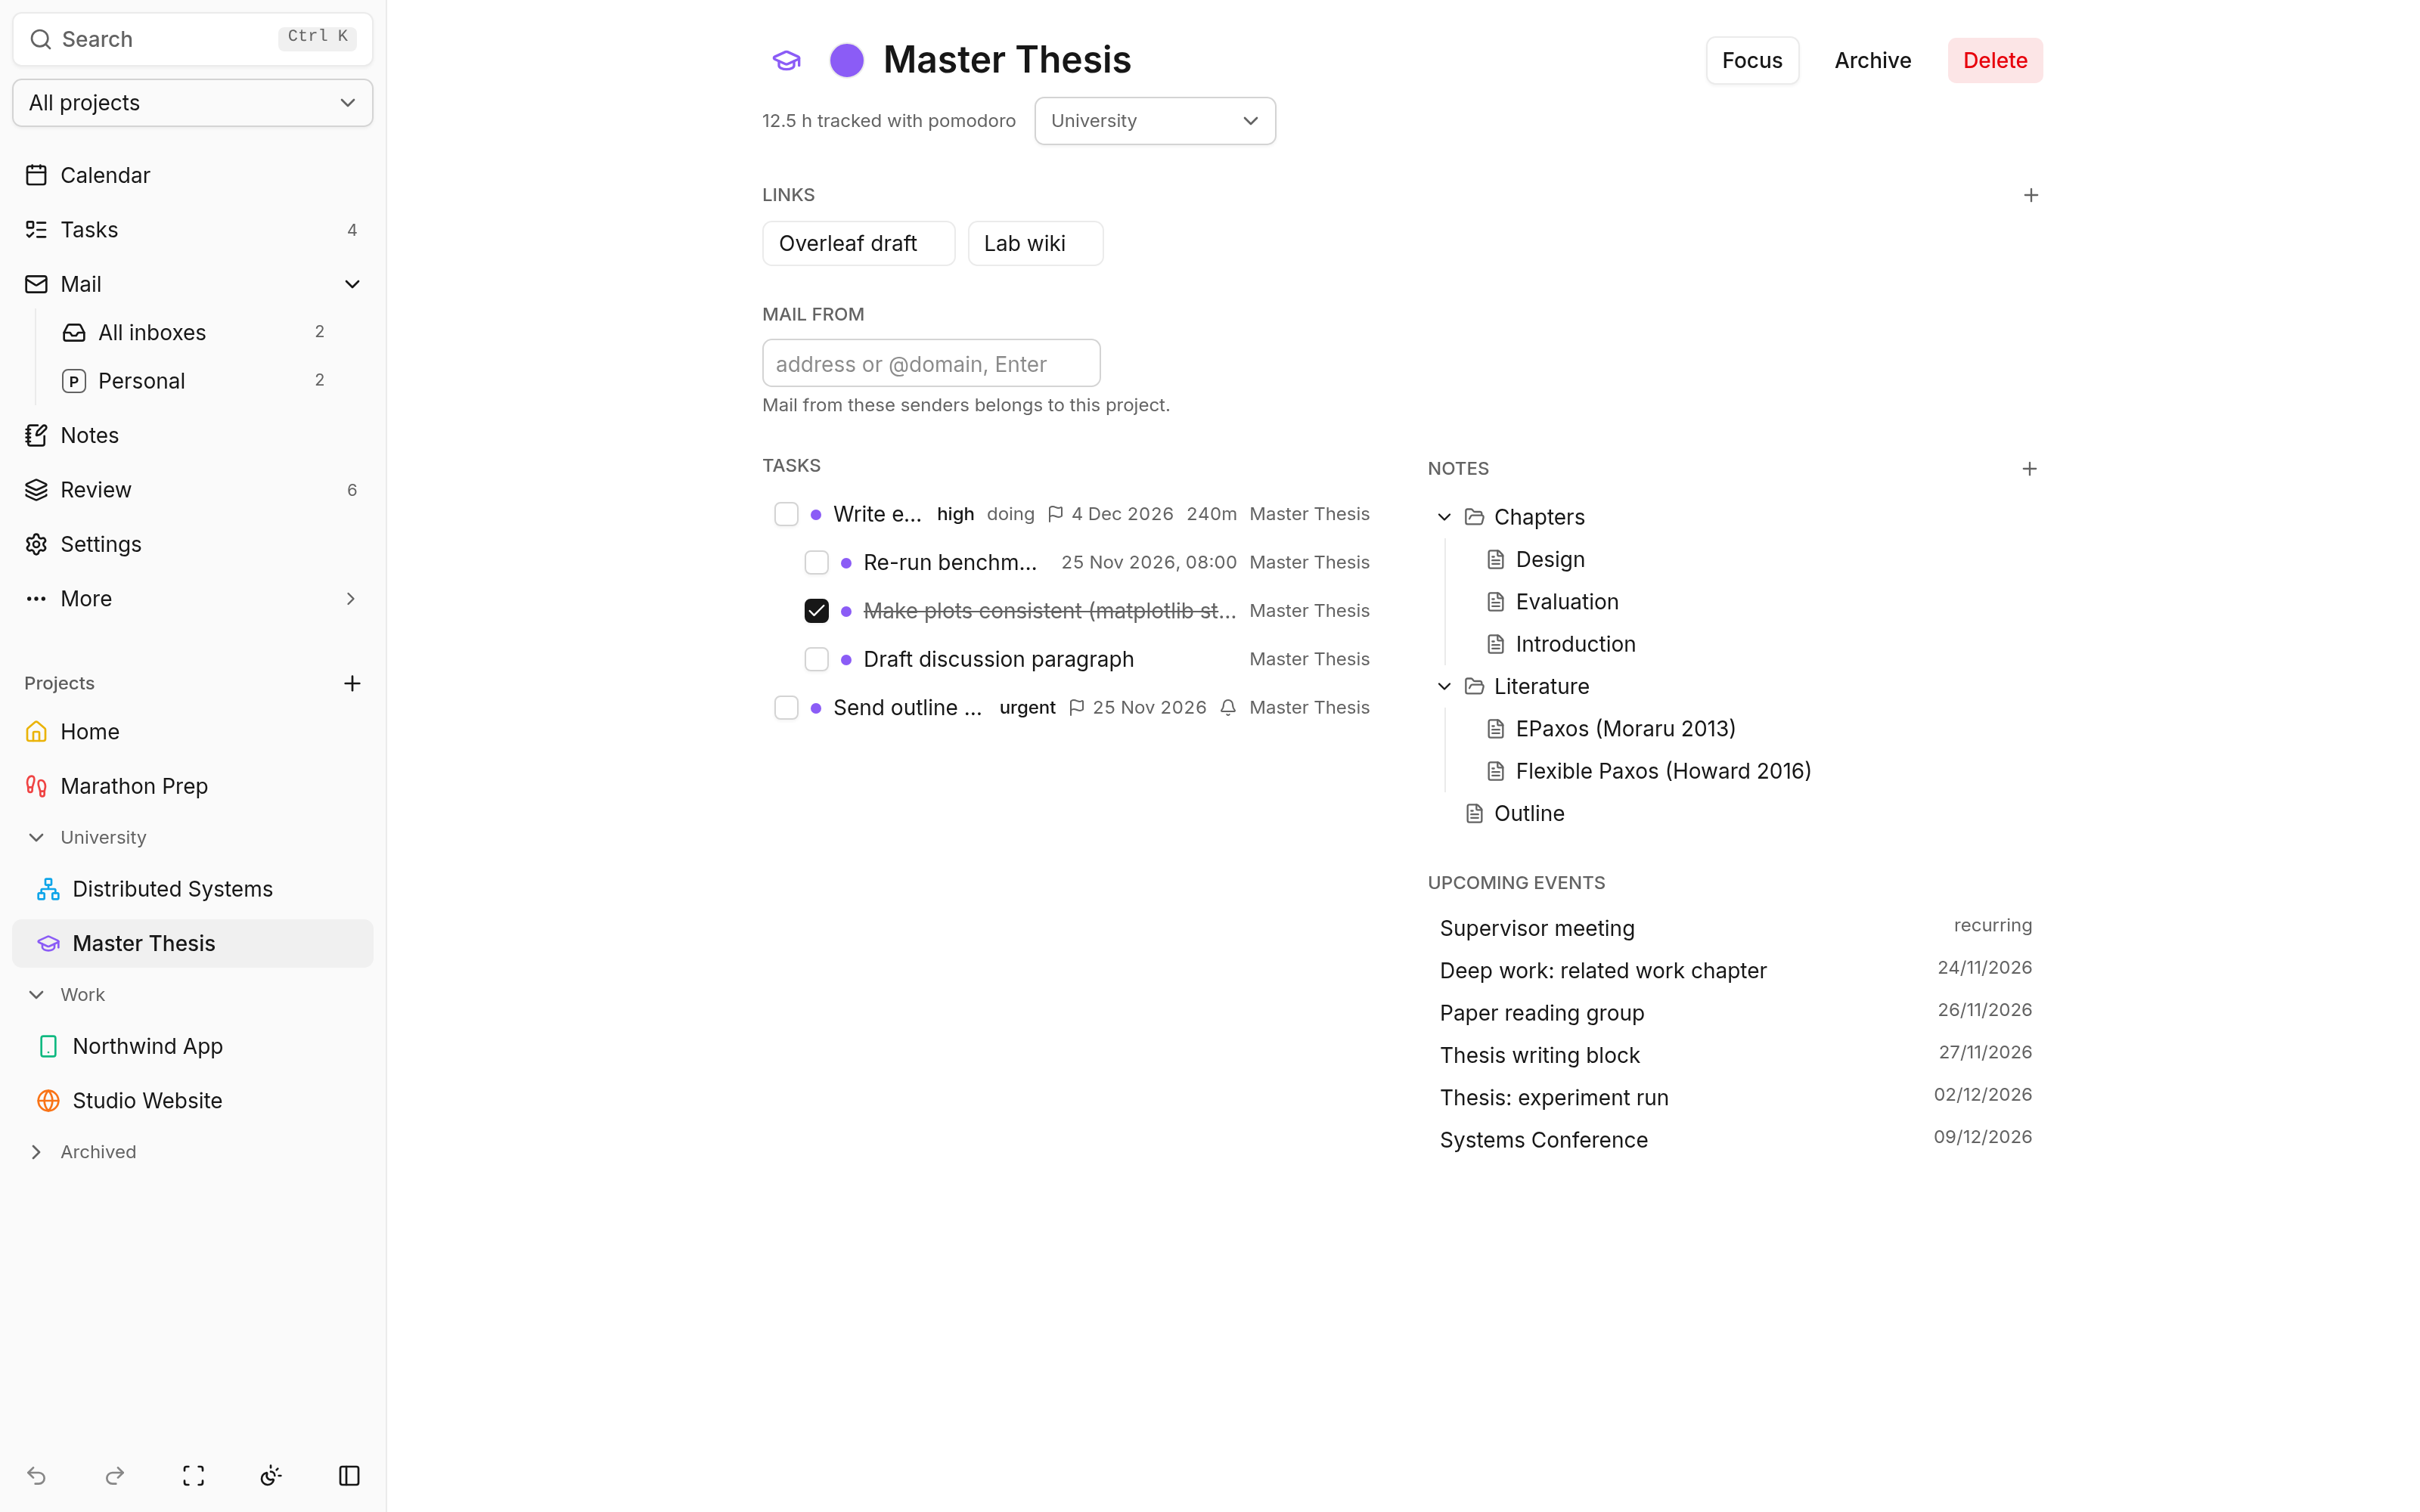 Search Ctrl K
All projects
Calendar
Tasks 4
Mail
All inboxes 2
P Personal 2
Notes
Review 6
Settings
More
Projects
Home
Marathon Prep
University
Distributed Systems
Master Thesis
Work
Northwind App
Studio Website
Archived
Master Thesis
Focus Archive Delete
12.5 h tracked with pomodoro University
LINKS
Overleaf draft Lab wiki
MAIL FROM
address or @domain, Enter
Mail from these senders belongs to this project.
TASKS
Write e... high doing 4 Dec 2026 240m Master Thesis
Re-run benchm... 25 Nov 2026, 08:00 Master Thesis
Make plots consistent (matplotlib st... Master Thesis
Draft discussion paragraph Master Thesis
Send outline ... urgent 25 Nov 2026 Master Thesis
NOTES
Chapters
Design
Evaluation
Introduction
Literature
EPaxos (Moraru 2013)
Flexible Paxos (Howard 2016)
Outline
UPCOMING EVENTS
Supervisor meeting recurring
Deep work: related work chapter 24/11/2026
Paper reading group 26/11/2026
Thesis writing block 27/11/2026
Thesis: experiment run 02/12/2026
Systems Conference 09/12/2026